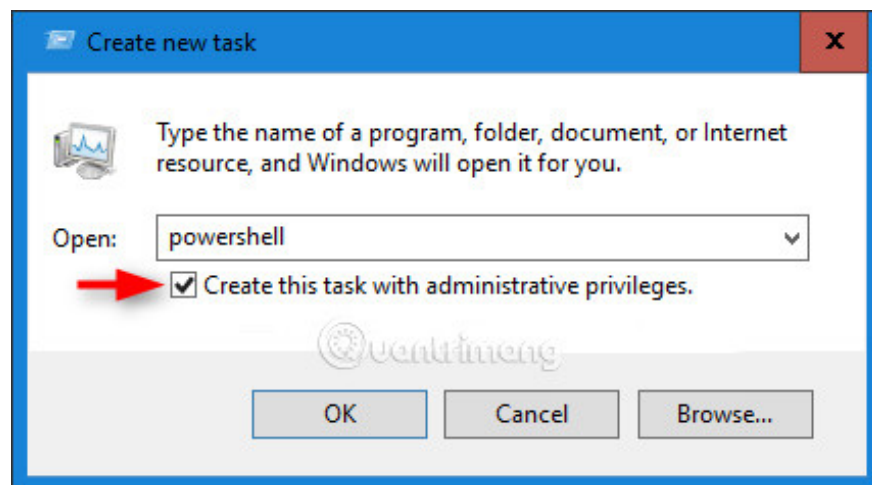 Create new task
x
Type the name of a program, folder, document, or Internet
resource, and Windows will open it for you.
Open: powershell
Create this task with administrative privileges.
Quantrimang
OK Cancel Browse...